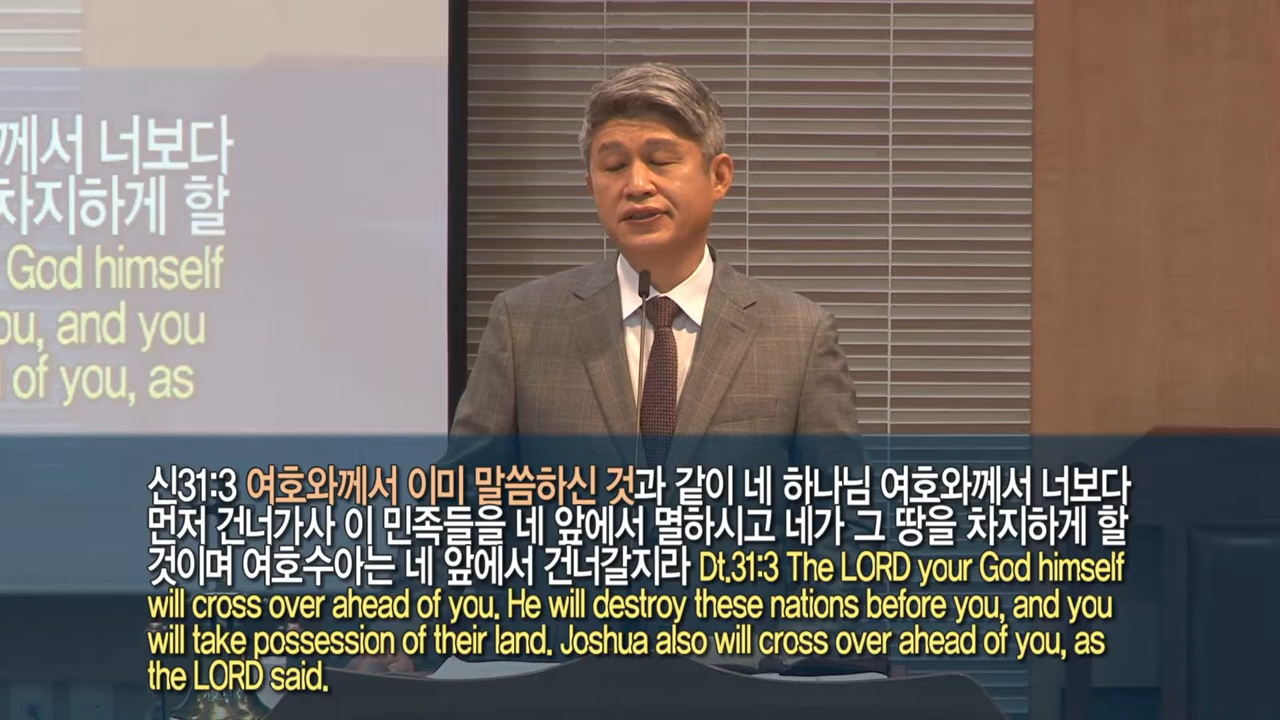 께서 너보다
차지하게 할
God himself
ou, and you
of you, as
신31:3 여호와께서 이미 말씀하신 것과 같이 네 하나님 여호와께서 너보다
먼저 건너가사 이 민족들을 네 앞에서 멸하시고 네가 그 땅을 차지하게 할
것이며 여호수아는 네 앞에서 건너갈지라 Dt.31:3 The LORD your God himself
will cross over ahead of you. He will destroy these nations before you, and you
will take possession of their land. Joshua also will cross over ahead of you, as
the LORD said.